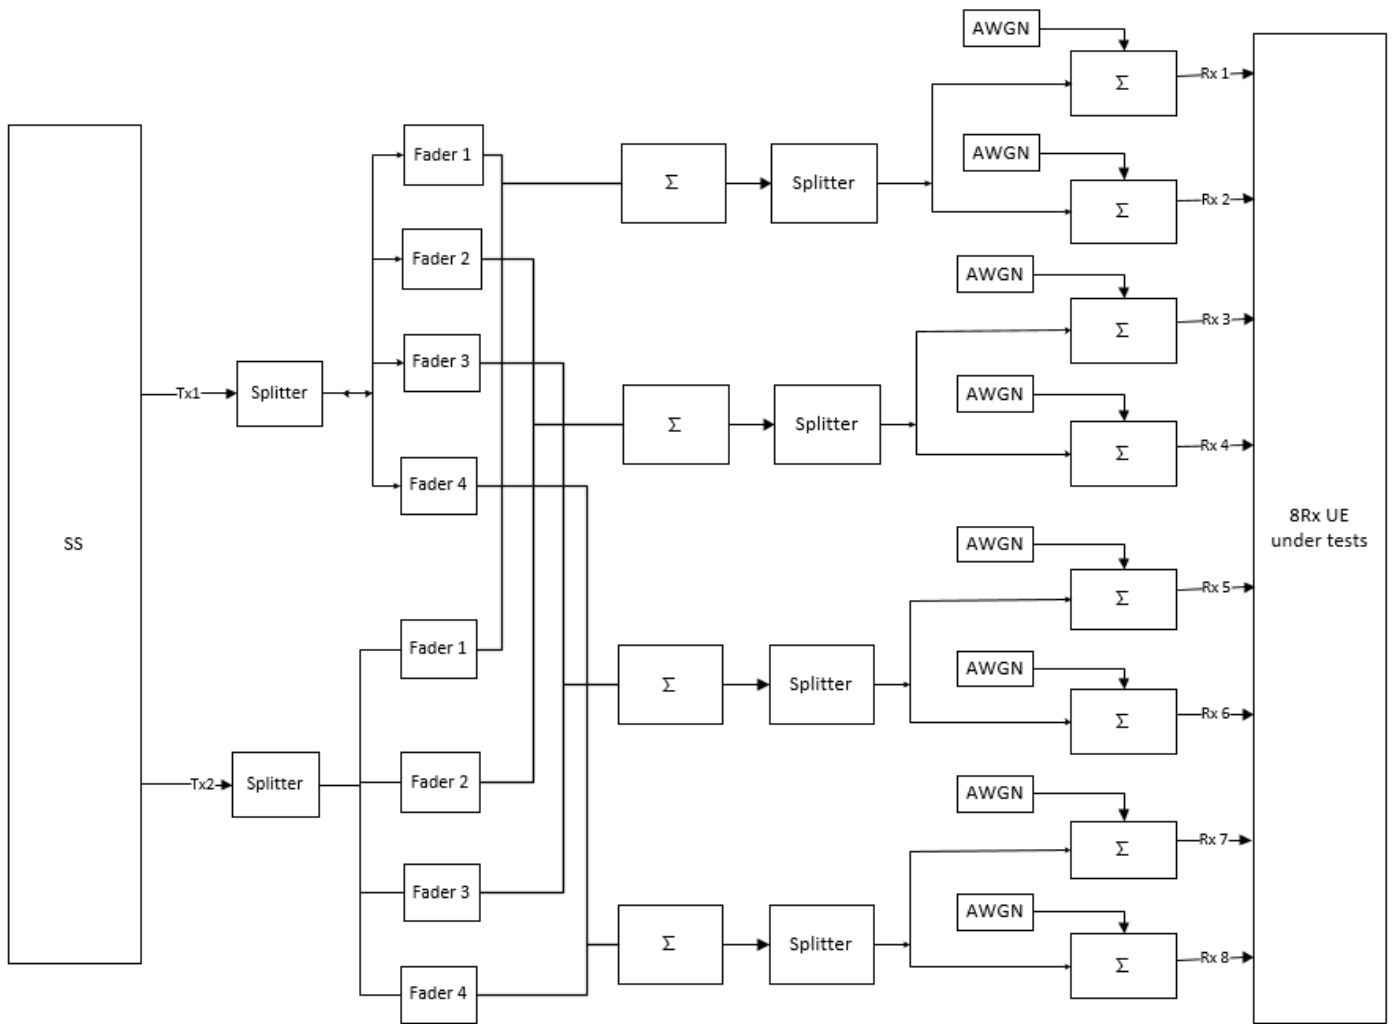 SS
Tx1
Splitter
Fader 1
Fader 2
Fader 3
Fader 4
Tx2
Splitter
Fader 1
Fader 2
Fader 3
Fader 4
Σ
Splitter
Σ
Splitter
Σ
Splitter
Σ
Splitter
AWGN
Σ
Rx 1
AWGN
Σ
Rx 2
AWGN
Σ
Rx 3
AWGN
Σ
Rx 4
AWGN
Σ
Rx 5
AWGN
Σ
Rx 6
AWGN
Σ
Rx 7
AWGN
Σ
Rx 8
8Rx UE
under tests